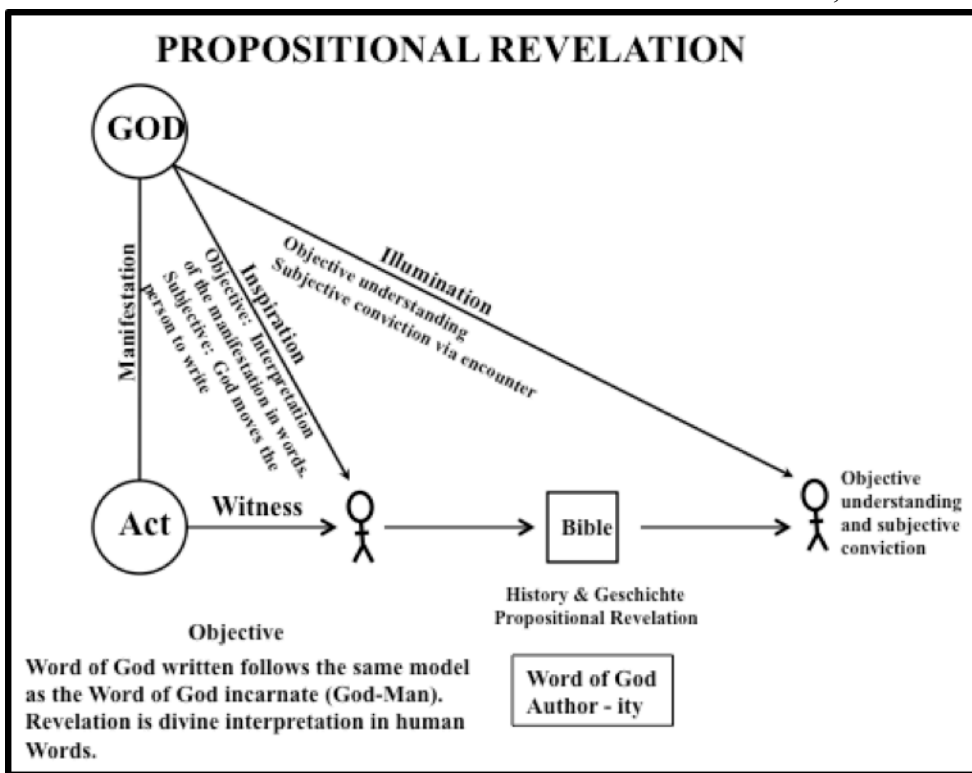 PROPOSITIONAL REVELATION
GOD
Manifestation
Inspiration
Objective: Interpretation
of the manifestation in words.
Subjective: God moves the
person to write
Illumination
Objective understanding
Subjective conviction via encounter
Act
Witness
Bible
Objective
understanding
and subjective
conviction
History & Geschichte
Propositional Revelation
Objective
Word of God written follows the same model
as the Word of God incarnate (God-Man).
Revelation is divine interpretation in human
Words.
Word of God
Author - ity